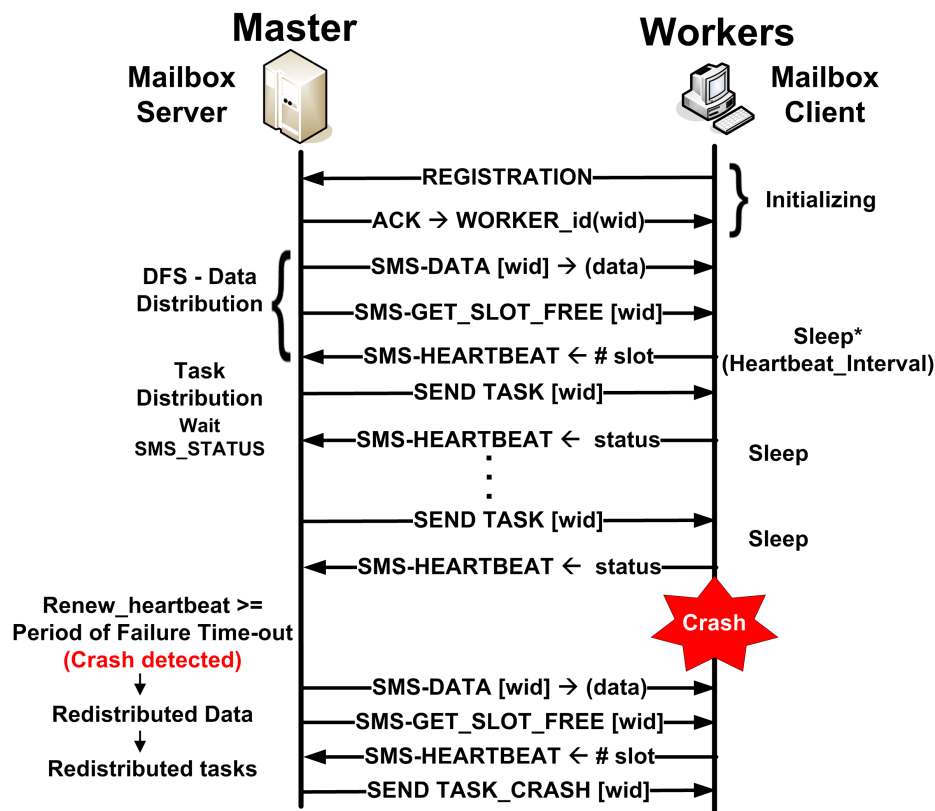 Master
Workers
Mailbox
Server
Mailbox
Client
REGISTRATION
Initializing
ACK → WORKER_id(wid)
DFS - Data
Distribution
SMS-DATA [wid] → (data)
SMS-GET_SLOT_FREE [wid]
SMS-HEARTBEAT ← # slot
Sleep*
(Heartbeat_Interval)
Task
Distribution
Wait
SMS_STATUS
SEND TASK [wid]
SMS-HEARTBEAT ← status
Sleep
SEND TASK [wid]
Sleep
SMS-HEARTBEAT ← status
Crash
Renew_heartbeat >=
Period of Failure Time-out
(Crash detected)
Redistributed Data
Redistributed tasks
SMS-DATA [wid] → (data)
SMS-GET_SLOT_FREE [wid]
SMS-HEARTBEAT ← # slot
SEND TASK_CRASH [wid]